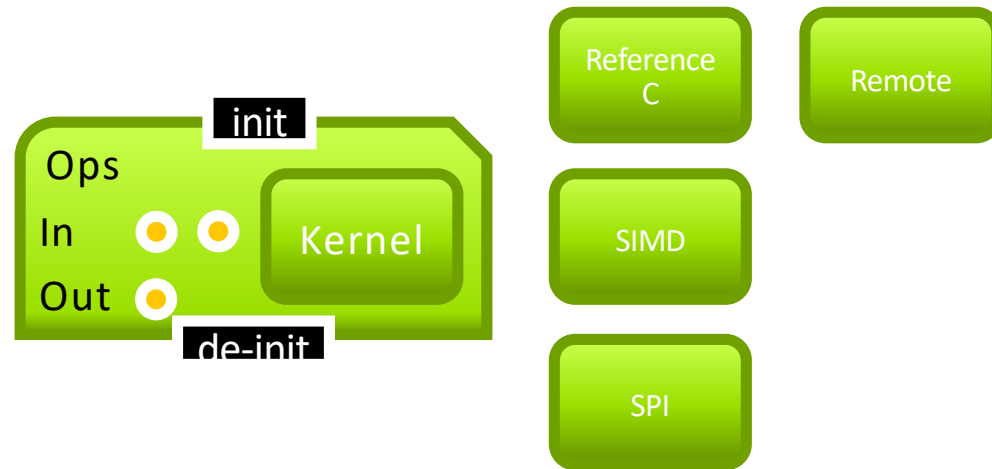 init
Ops
In
Out
Kernel
de-init
Reference
C
Remote
SIMD
SPI